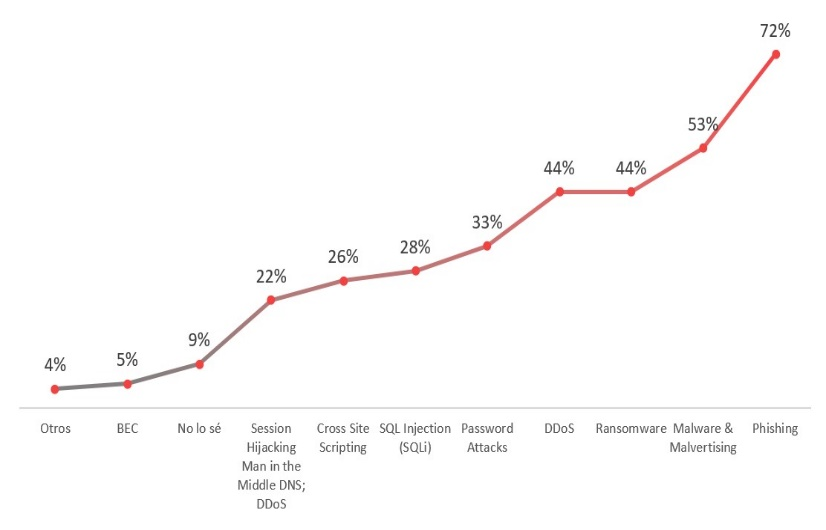 72%
53%
44%
44%
33%
28%
26%
22%
9%
5%
4%
Otros
BEC
No lo sé
Session
Hijacking
Man in the
Middle DNS;
DDoS
Cross Site
Scripting
SQL Injection
(SQLi)
Password
Attacks
DDoS
Ransomware
Malware &
Malvertising
Phishing